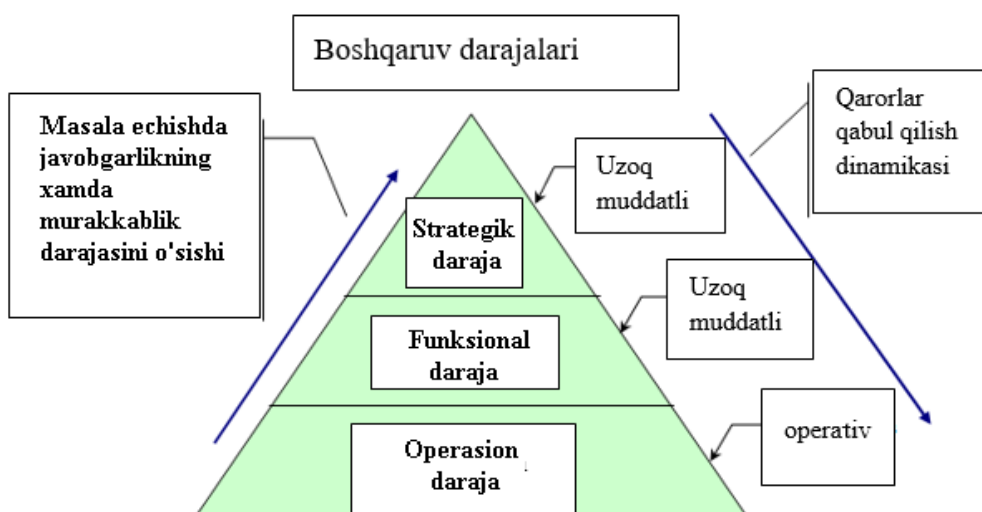 Boshqaruv darajalari
Masala echishda
javobgarlikning
xamda
murakkablik
darajasini o'sishi
Qarorlar
qabul qilish
dinamikasi
Uzoq
muddatli
Strategik
daraja
Uzoq
muddatli
Funksional
daraja
operativ
Operasion
daraja